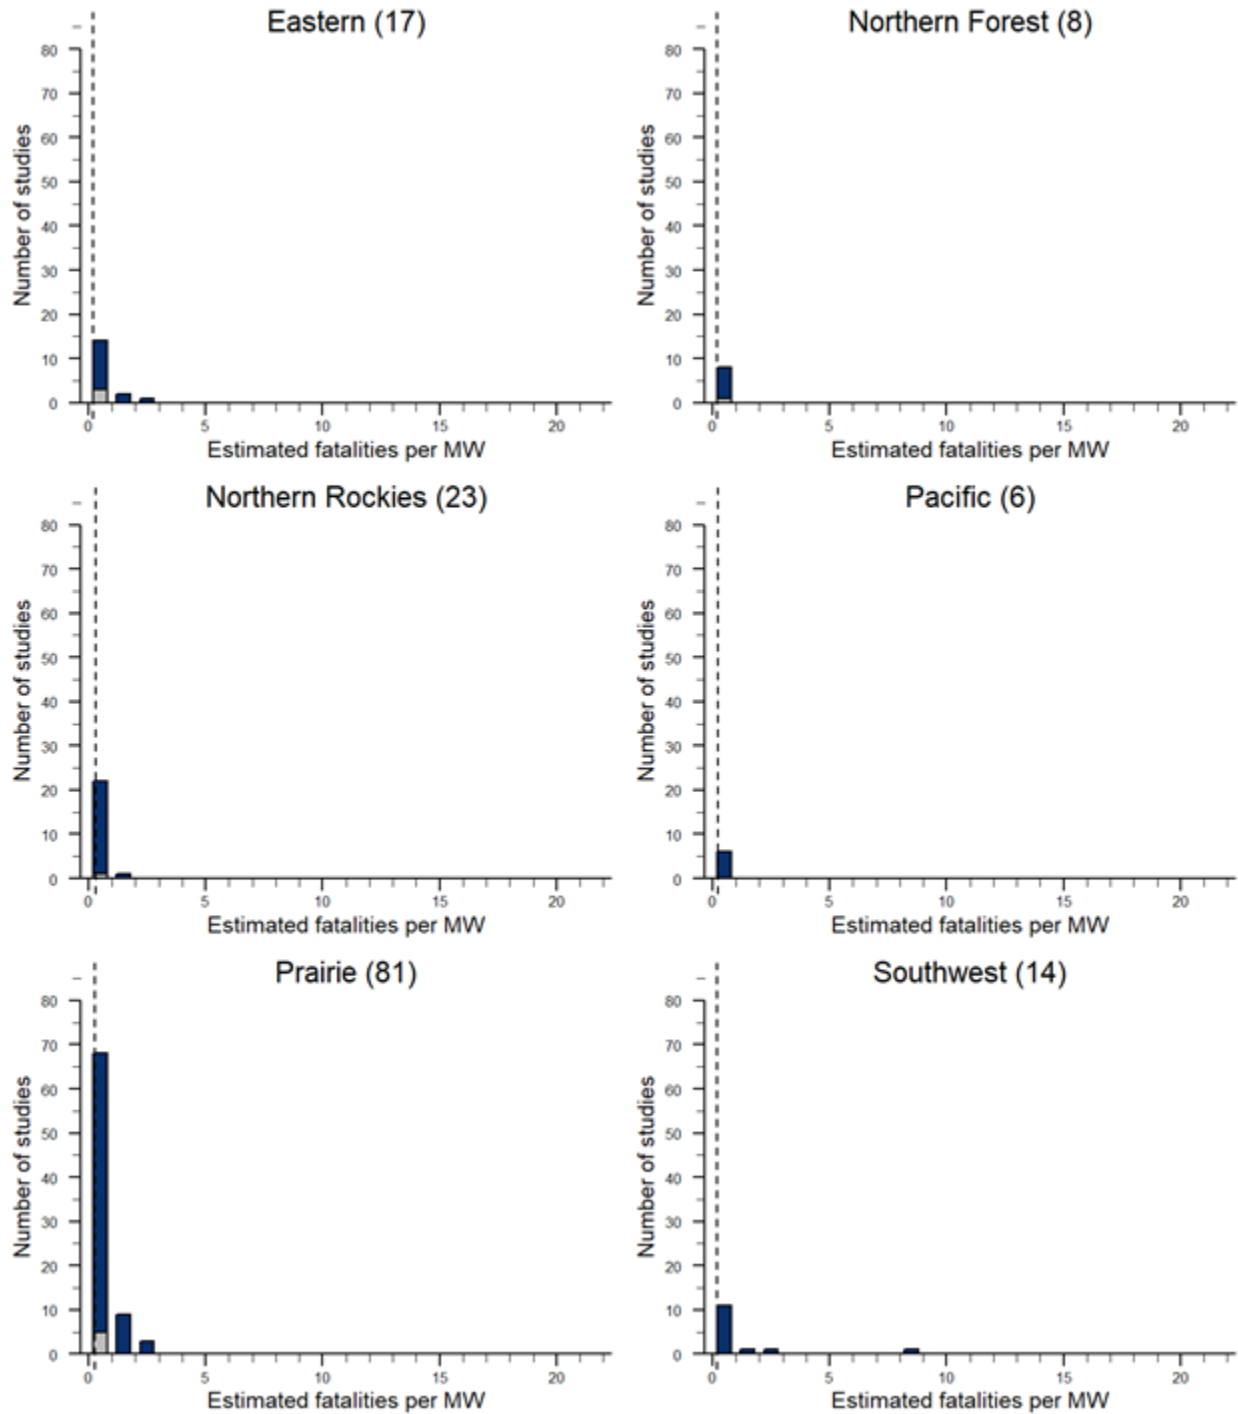 Eastern (17)
80
70
60
50
40
30
20
10
0
Number of studies
0 5 10 15 20
Estimated fatalities per MW
Northern Forest (8)
80
70
60
50
40
30
20
10
0
Number of studies
0 5 10 15 20
Estimated fatalities per MW
Northern Rockies (23)
80
70
60
50
40
30
20
10
0
Number of studies
0 5 10 15 20
Estimated fatalities per MW
Pacific (6)
80
70
60
50
40
30
20
10
0
Number of studies
0 5 10 15 20
Estimated fatalities per MW
Prairie (81)
80
70
60
50
40
30
20
10
0
Number of studies
0 5 10 15 20
Estimated fatalities per MW
Southwest (14)
80
70
60
50
40
30
20
10
0
Number of studies
0 5 10 15 20
Estimated fatalities per MW